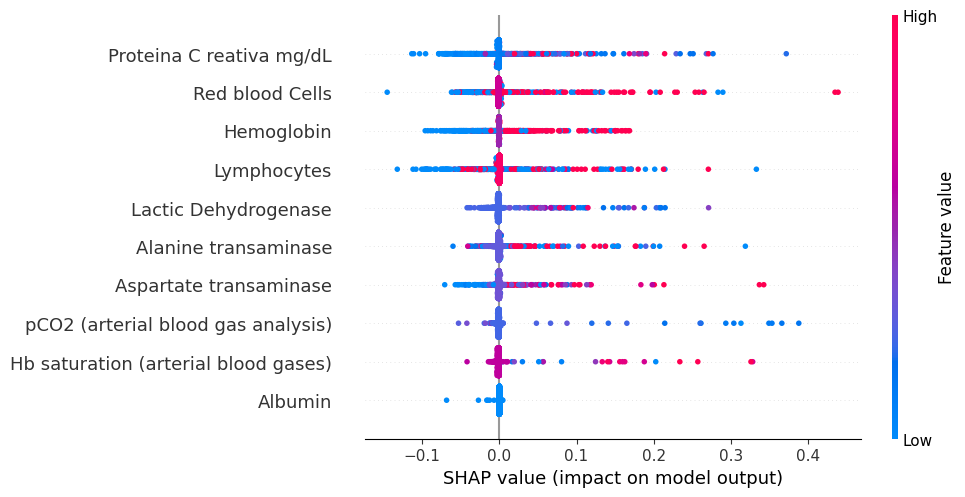 High
Proteina C reativa mg/dL
Red blood Cells
Hemoglobin
Lymphocytes
Lactic Dehydrogenase
Alanine transaminase
Aspartate transaminase
pCO2 (arterial blood gas analysis)
Hb saturation (arterial blood gases)
Albumin
Feature value
Low
−0.1 0.0 0.1 0.2 0.3 0.4
SHAP value (impact on model output)